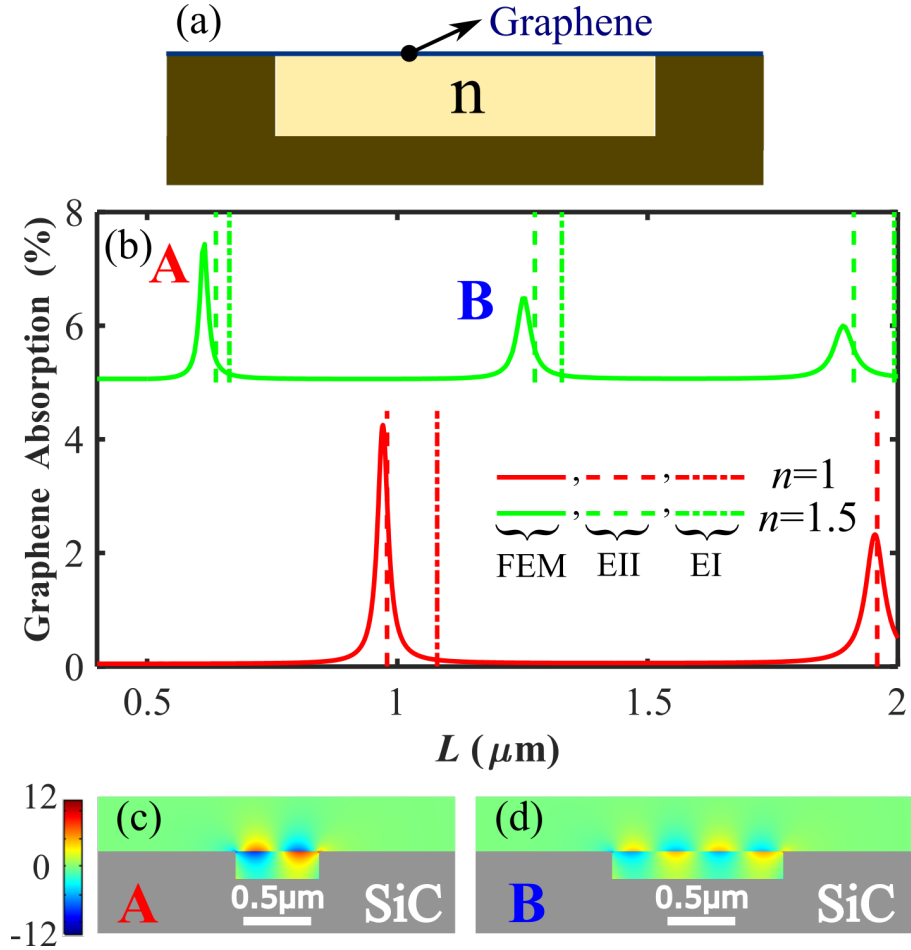 (a)
Graphene
n
(b)
A
B
Graphene Absorption (%)
8
6
4
2
0
, , n=1
, , n=1.5
FEM EII EI
0.5 1 1.5 2
L (μm)
12
0
-12
(c)
A
0.5μm
SiC
(d)
B
0.5μm
SiC